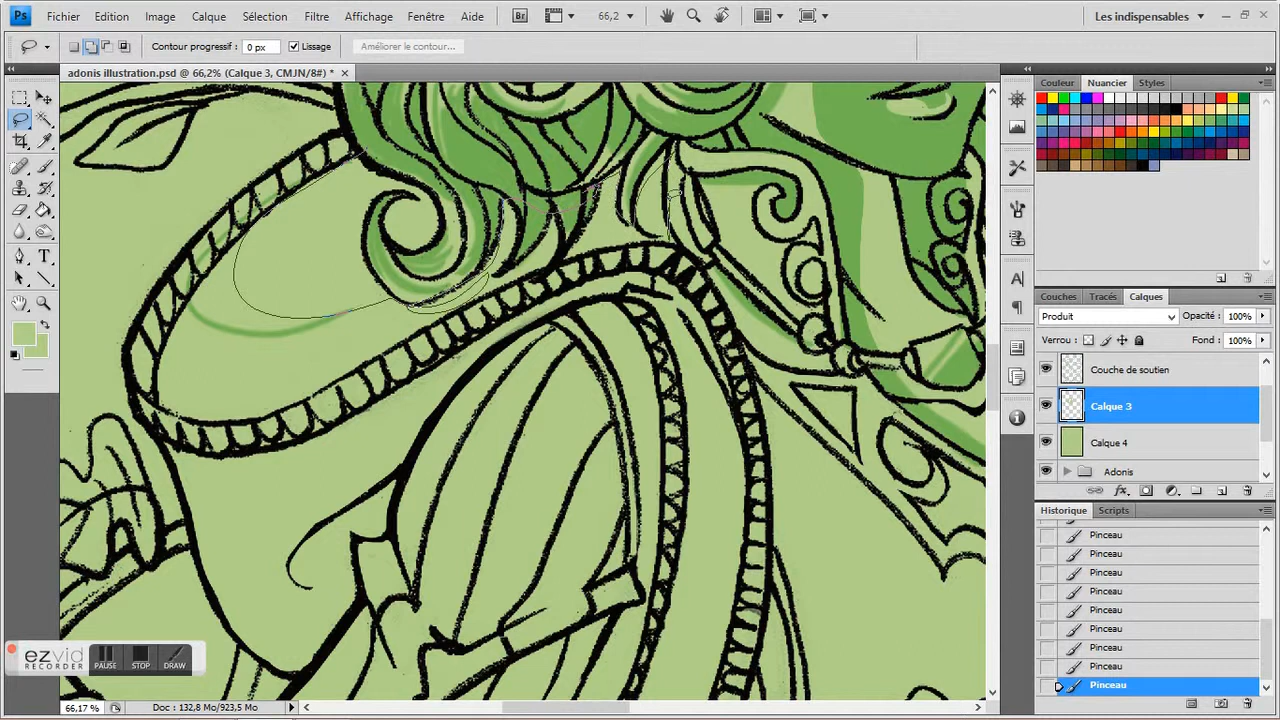 Ps Fichier Edition Image Calque Sélection Filtre Affichage Fenêtre Aide Br 66,2 Les indispensables
Contour progressif : 0 px Lissage Améliorer le contour...
adonis illustration.psd @ 66,2% (Calque 3, CMJN/8#) *
Couleur Nuancier Styles
Couches Tracés Calques
Produit Opacité : 100%
Verrou : Fond : 100%
Couche de soutien
Calque 3
Calque 4
Adonis
Historique Scripts
Pinceau
Pinceau
Pinceau
Pinceau
Pinceau
Pinceau
Pinceau
Pinceau
Pinceau
ezvid
RECORDER
PAUSE STOP DRAW
66,17 % Doc : 132,8 Mo/923,5 Mo